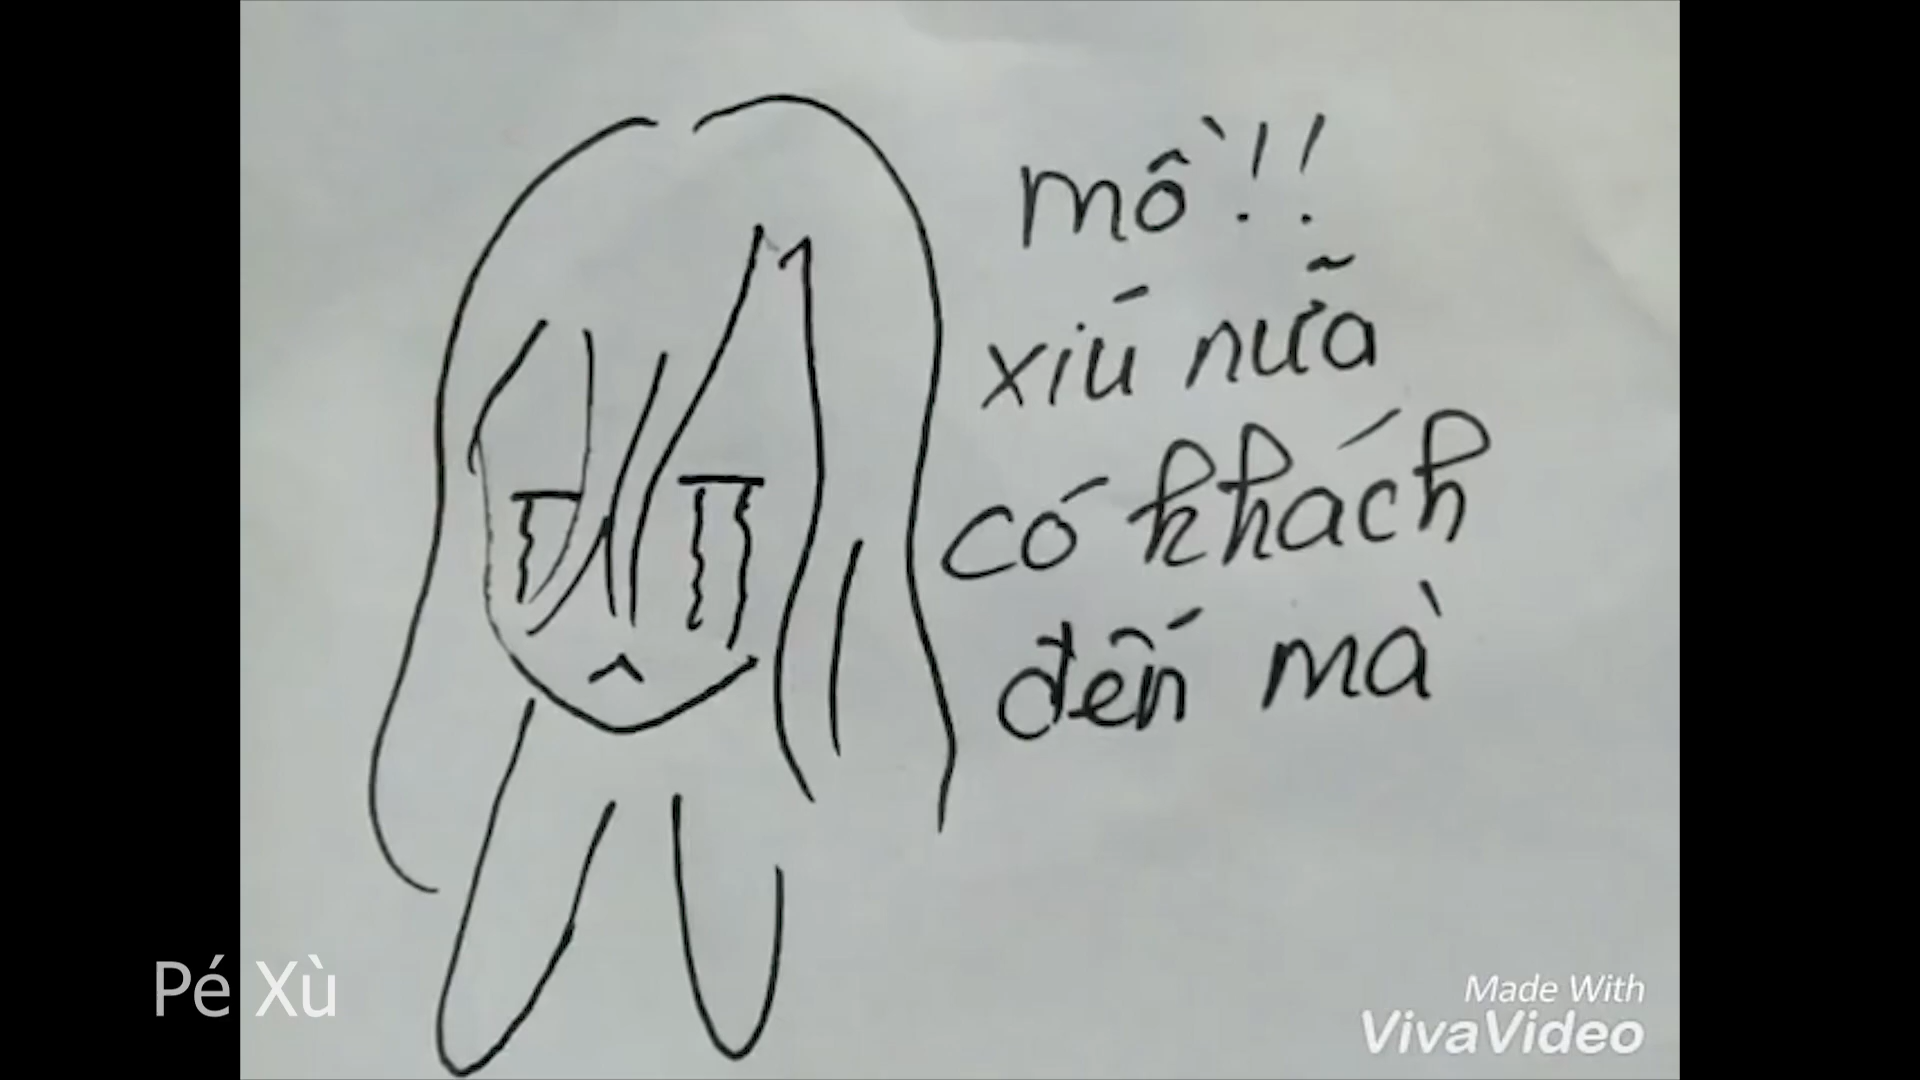 mồ!!
xíu nữa
có khách
đến mà
Pé Xù
Made With
VivaVideo